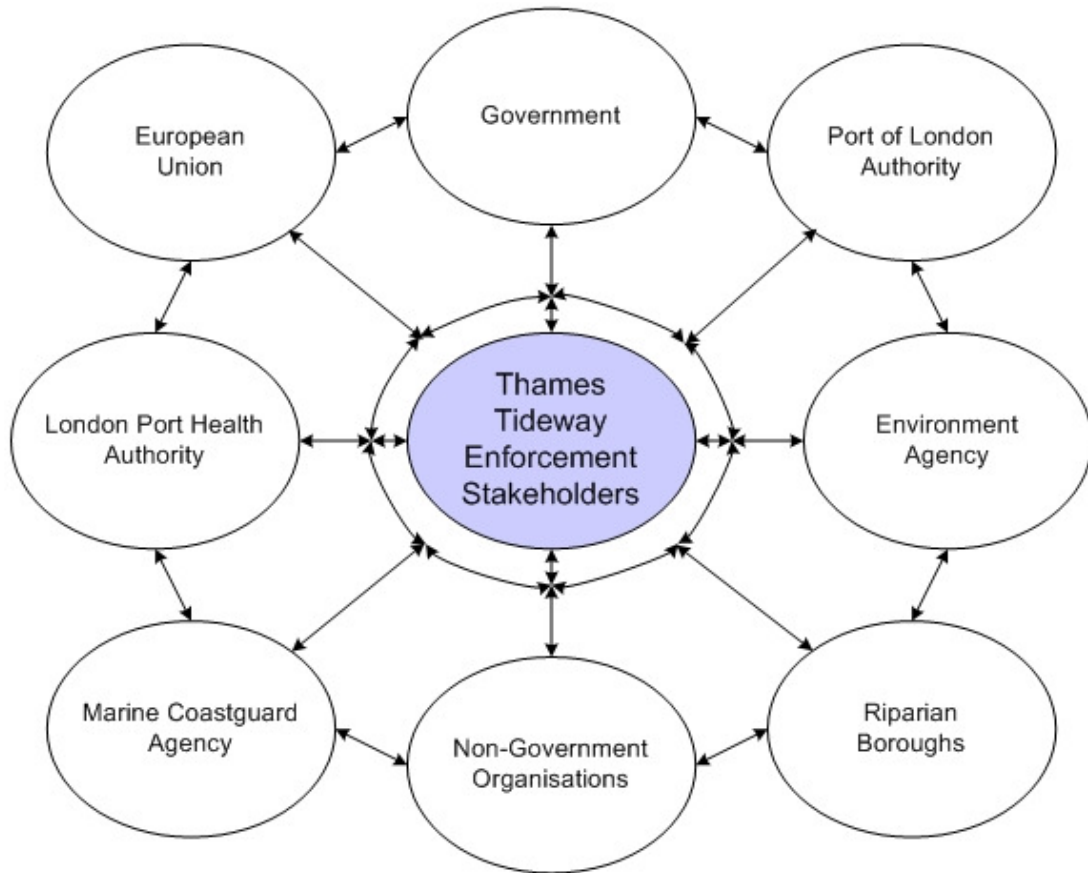 Government
European
Union
Port of London
Authority
London Port Health
Authority
Thames
Tideway
Enforcement
Stakeholders
Environment
Agency
Marine Coastguard
Agency
Non-Government
Organisations
Riparian
Boroughs